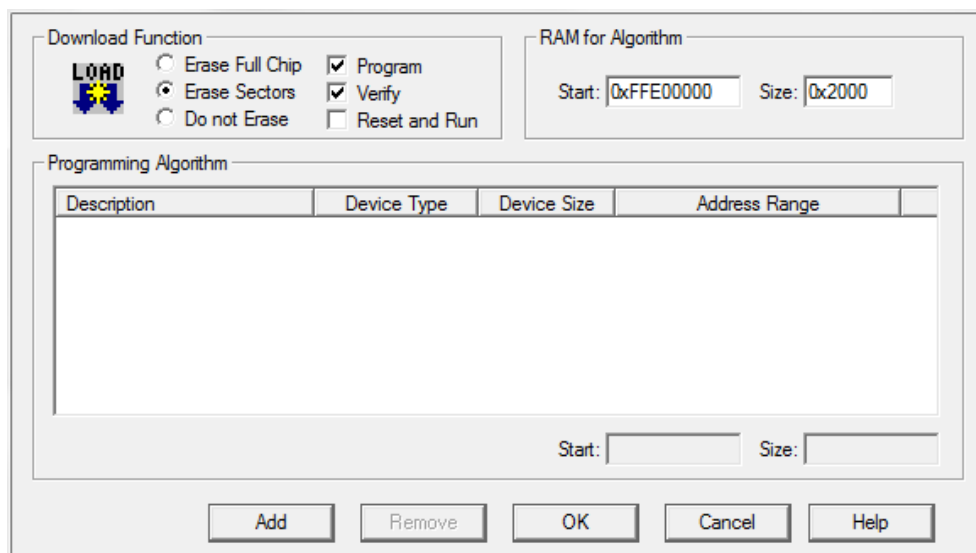 Download Function
LOAD
Erase Full Chip
Program
Erase Sectors
Verify
Do not Erase
Reset and Run
RAM for Algorithm
Start: 0xFFE00000 Size: 0x2000
Programming Algorithm
Description Device Type Device Size Address Range
Start: Size:
Add Remove OK Cancel Help